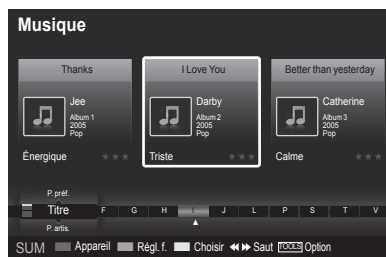 Musique
Thanks
Jee
Album 1
2005
Pop
Énergique ★★★
I Love You
Darby
Album 2
2005
Pop
Triste ★★★
Better than yesterday
Catherine
Album 3
2005
Pop
Calme ★★★
P. préf.
Titre F G H I J L P S T V
P. artis.
SUM Appareil Régl. f. Choisir ◀◀ ▶▶ Saut TOOLS Option